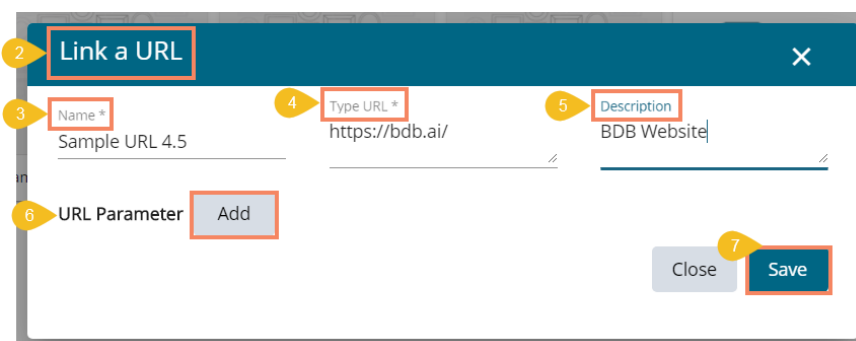 2 Link a URL
3 Name *
Sample URL 4.5
4 Type URL *
https://bdb.ai/
5 Description
BDB Website
6 URL Parameter Add
7
Close Save